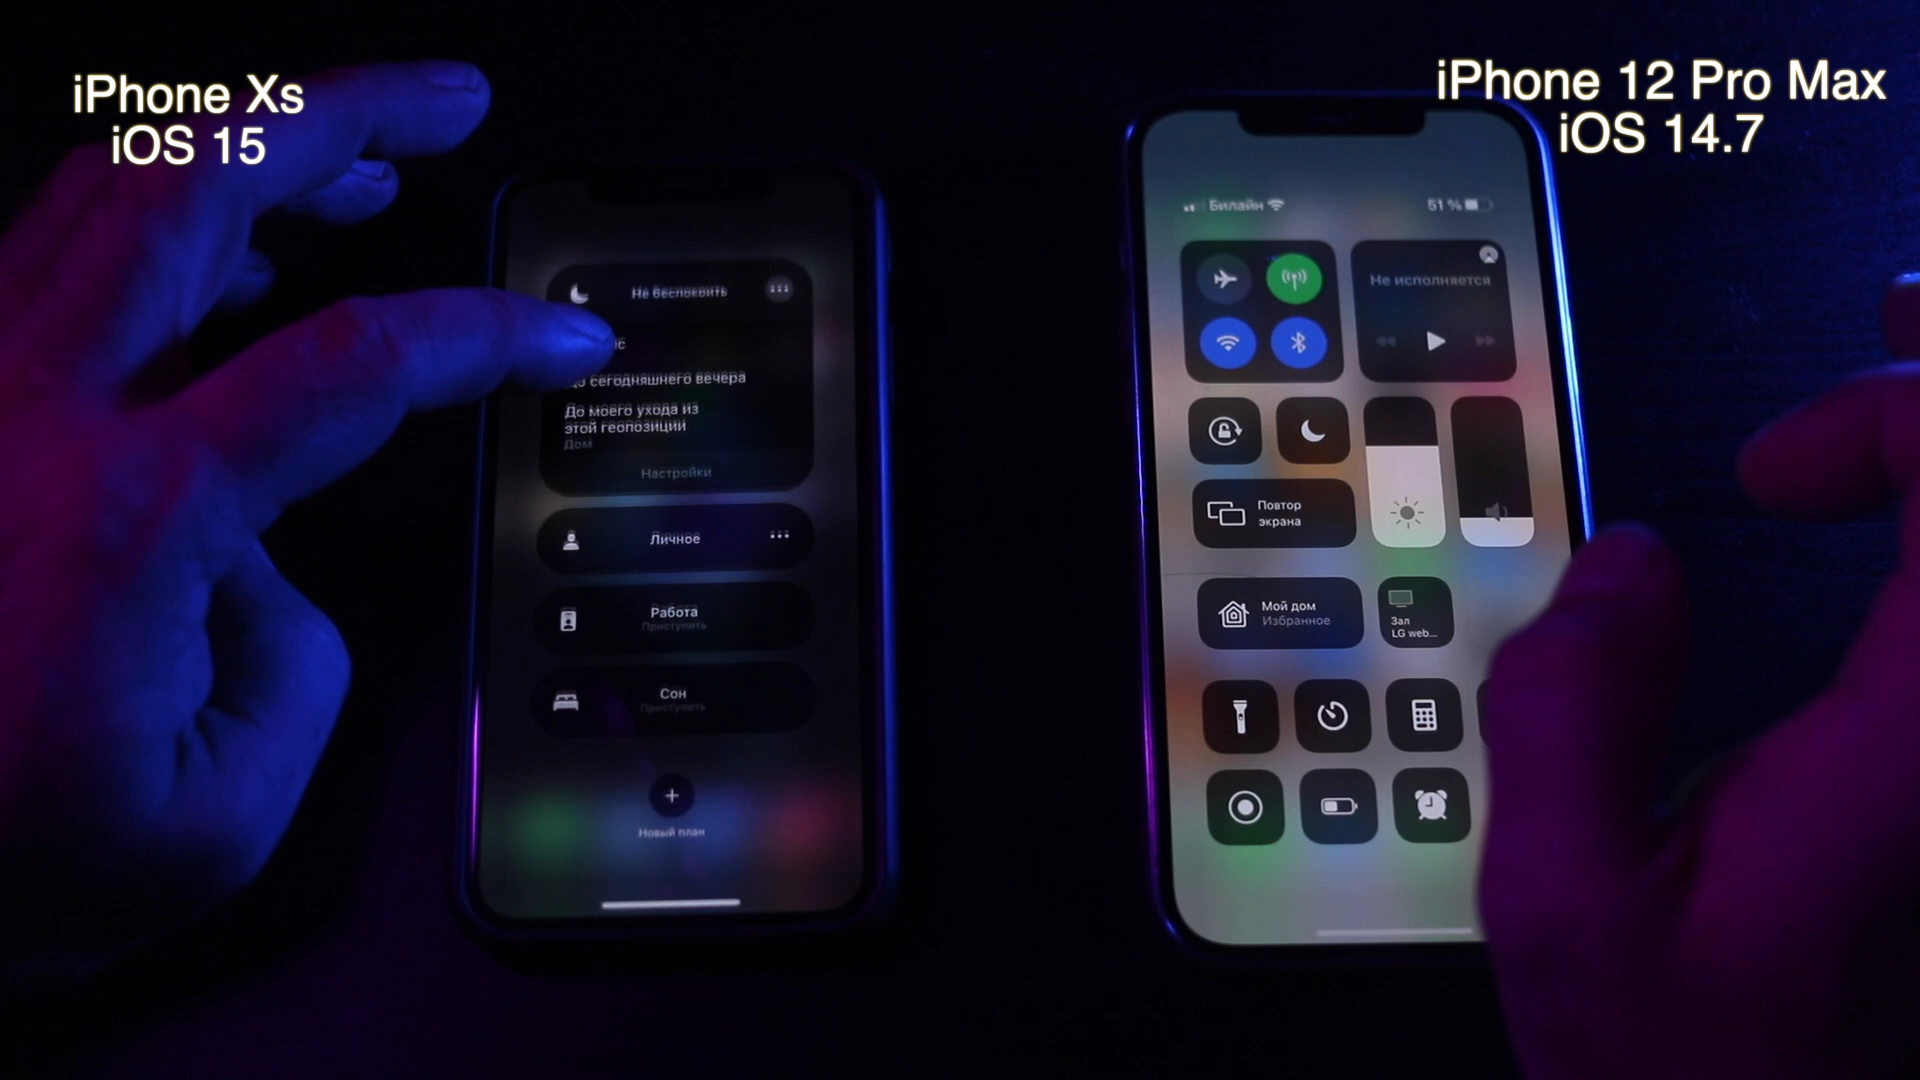 iPhone Xs
iOS 15
iPhone 12 Pro Max
iOS 14.7
Не беспокоить
сегодняшнего вечера
До моего ухода из
этой геопозиции
Дом
Настройки
Личное
Работа
Приступить
Сон
Приступить
Новый план
Билайн
51 %
Не исполняется
Повтор
экрана
Мой дом
Избранное
Зал
LG web...